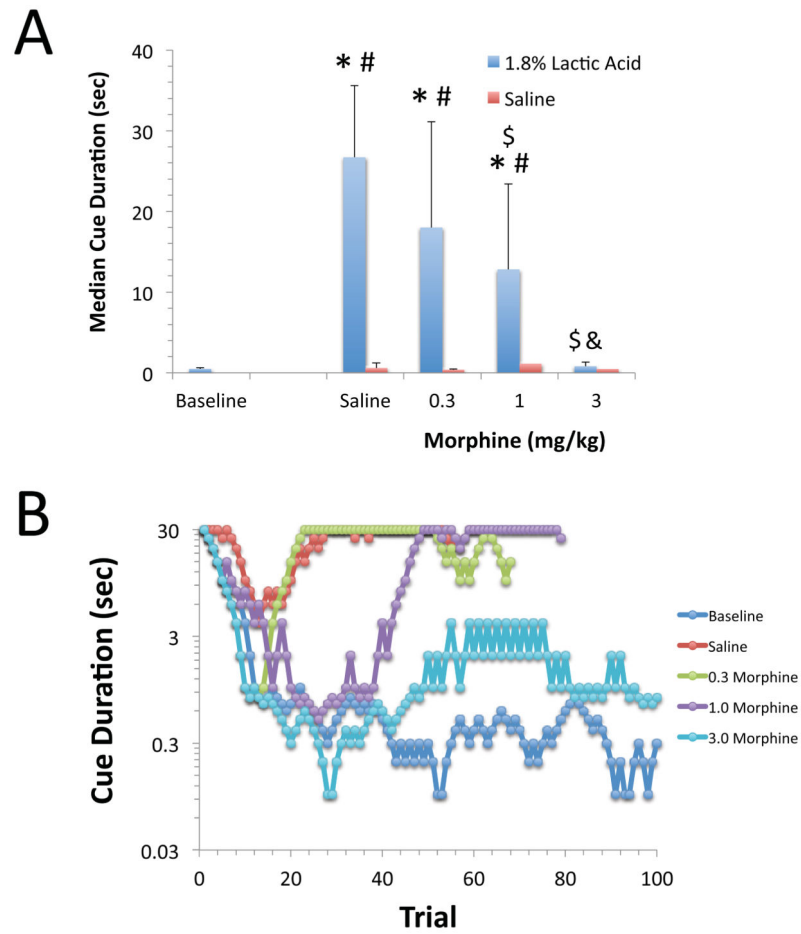 A
Median Cue Duration (sec)
40
30
20
10
0
1.8% Lactic Acid
Saline
* #
* #
$
* #
$ &
Baseline
Saline
0.3
1
3
Morphine (mg/kg)
B
Cue Duration (sec)
30
3
0.3
0.03
0
20
40
60
80
100
Trial
Baseline
Saline
0.3 Morphine
1.0 Morphine
3.0 Morphine